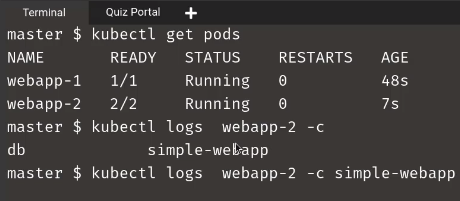 Terminal Quiz Portal +
master $ kubectl get pods
NAME READY STATUS RESTARTS AGE
webapp-1 1/1 Running 0 48s
webapp-2 2/2 Running 0 7s
master $ kubectl logs  webapp-2 -c
db simple-webapp
master $ kubectl logs  webapp-2 -c simple-webapp